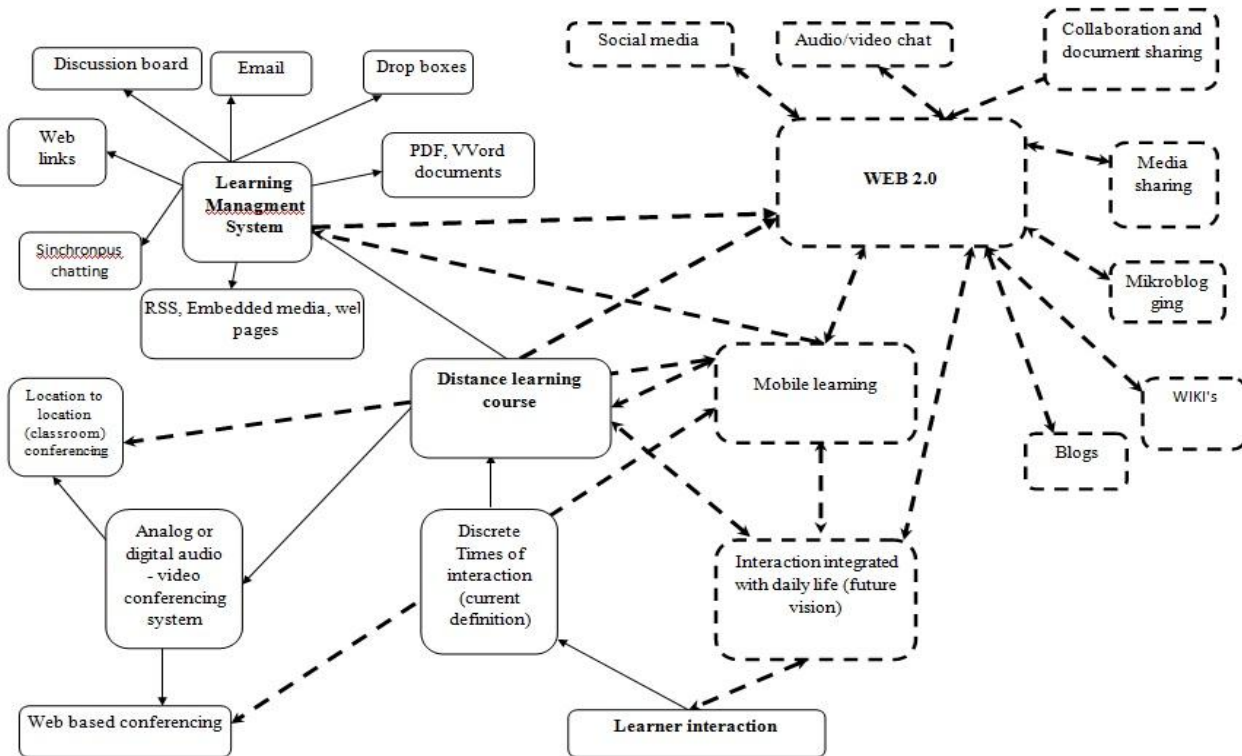 Social media
Audio/video chat
Collaboration and
document sharing
Discussion board
Email
Drop boxes
Web
links
PDF, VVord
documents
Learning
Managment
System
WEB 2.0
Media
sharing
Sinchronpus
chatting
Mikroblog
ging
RSS, Embedded media, wel
pages
Distance learning
course
Mobile learning
Location to
location
(classroom)
conferencing
WIKI's
Blogs
Analog or
digital audio
- video
conferencing
system
Discrete
Times of
interaction
(current
definition)
Interaction integrated
with daily life (future
vision)
Web based conferencing
Learner interaction